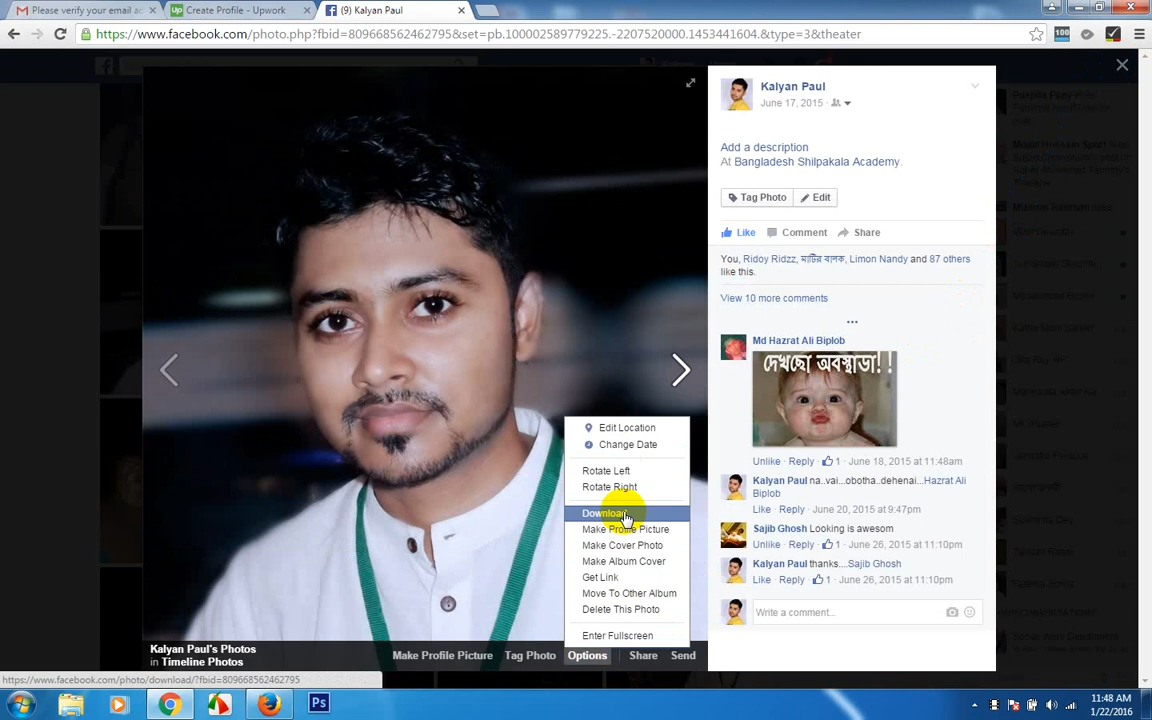 Please verify your email ad
Create Profile - Upwork
(9) Kalyan Paul
https://www.facebook.com/photo.php?fbid=809668562462795&set=pb.100002589779225.-2207520000.1453441604.&type=3&theater
100
Kalyan Paul
June 17, 2015
Add a description
At Bangladesh Shilpakala Academy.
Tag Photo
Edit
Like
Comment
Share
You, Ridoy Ridzz, মাটির বালক, Limon Nandy and 87 others
like this.
View 10 more comments
...
Md Hazrat Ali Biplob
দেখছো অবস্থাডা!!
Unlike · Reply · 1 · June 18, 2015 at 11:48am
Kalyan Paul na..vai...obotha..dehenai...Hazrat Ali
Biplob
Like · Reply · June 20, 2015 at 9:47pm
Sajib Ghosh Looking is awesom
Unlike · Reply · 1 · June 26, 2015 at 11:10pm
Kalyan Paul thanks....Sajib Ghosh
Like · Reply · 1 · June 26, 2015 at 11:10pm
Write a comment...
Edit Location
Change Date
Rotate Left
Rotate Right
Download
Make Profile Picture
Make Cover Photo
Make Album Cover
Get Link
Move To Other Album
Delete This Photo
Enter Fullscreen
Kalyan Paul's Photos
in Timeline Photos
Make Profile Picture
Tag Photo
Options
Share
Send
https://www.facebook.com/photo/download/?fbid=809668562462795
Ps
11:48 AM
1/22/2016